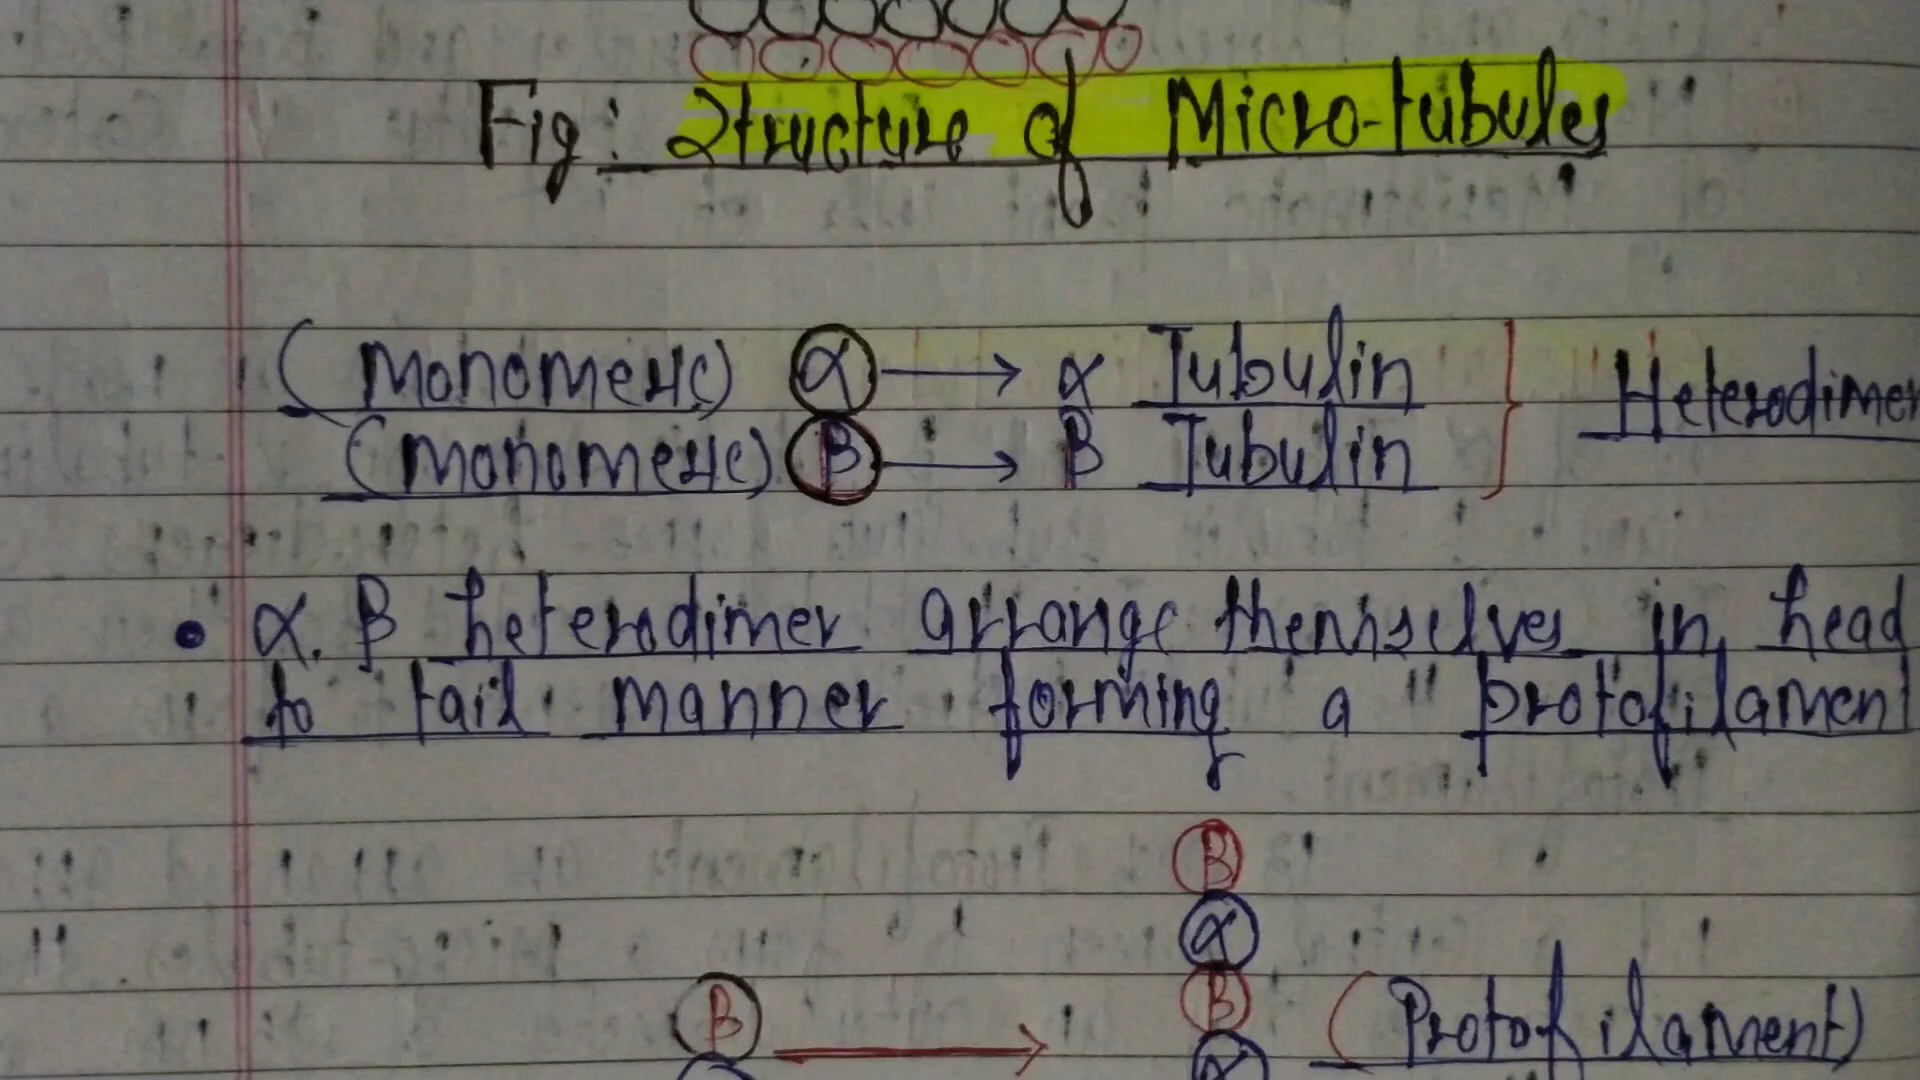 Fig: Structure of Micro-tubules
(Monomeric) α → α Tubulin
(Monomeric) β → β Tubulin } Heterodimer
• α. β heterodimer arrange themselves in head
to tail manner forming a "protofilament
β
α
β
β → (Protofilament)
α